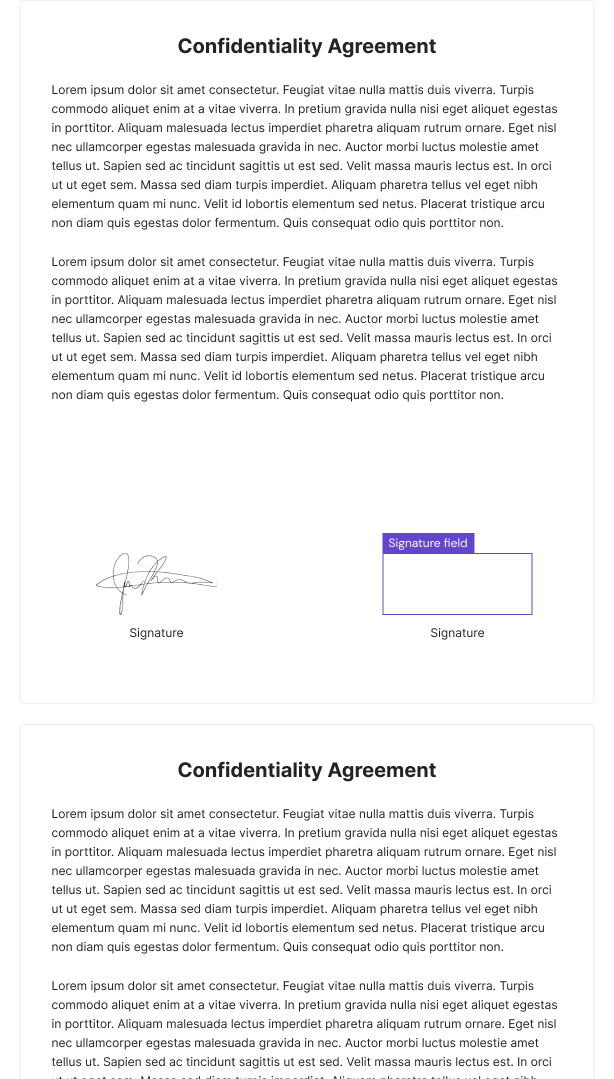 Confidentiality Agreement
Lorem ipsum dolor sit amet consectetur. Feugiat vitae nulla mattis duis viverra. Turpis
commodo aliquet enim at a vitae viverra. In pretium gravida nulla nisi eget aliquet egestas
in porttitor. Aliquam malesuada lectus imperdiet pharetra aliquam rutrum ornare. Eget nisl
nec ullamcorper egestas malesuada gravida in nec. Auctor morbi luctus molestie amet
tellus ut. Sapien sed ac tincidunt sagittis ut est sed. Velit massa mauris lectus est. In orci
ut ut eget sem. Massa sed diam turpis imperdiet. Aliquam pharetra tellus vel eget nibh
elementum quam mi nunc. Velit id lobortis elementum sed netus. Placerat tristique arcu
non diam quis egestas dolor fermentum. Quis consequat odio quis porttitor non.
Lorem ipsum dolor sit amet consectetur. Feugiat vitae nulla mattis duis viverra. Turpis
commodo aliquet enim at a vitae viverra. In pretium gravida nulla nisi eget aliquet egestas
in porttitor. Aliquam malesuada lectus imperdiet pharetra aliquam rutrum ornare. Eget nisl
nec ullamcorper egestas malesuada gravida in nec. Auctor morbi luctus molestie amet
tellus ut. Sapien sed ac tincidunt sagittis ut est sed. Velit massa mauris lectus est. In orci
ut ut eget sem. Massa sed diam turpis imperdiet. Aliquam pharetra tellus vel eget nibh
elementum quam mi nunc. Velit id lobortis elementum sed netus. Placerat tristique arcu
non diam quis egestas dolor fermentum. Quis consequat odio quis porttitor non.
Signature field
Signature
Signature
Confidentiality Agreement
Lorem ipsum dolor sit amet consectetur. Feugiat vitae nulla mattis duis viverra. Turpis
commodo aliquet enim at a vitae viverra. In pretium gravida nulla nisi eget aliquet egestas
in porttitor. Aliquam malesuada lectus imperdiet pharetra aliquam rutrum ornare. Eget nisl
nec ullamcorper egestas malesuada gravida in nec. Auctor morbi luctus molestie amet
tellus ut. Sapien sed ac tincidunt sagittis ut est sed. Velit massa mauris lectus est. In orci
ut ut eget sem. Massa sed diam turpis imperdiet. Aliquam pharetra tellus vel eget nibh
elementum quam mi nunc. Velit id lobortis elementum sed netus. Placerat tristique arcu
non diam quis egestas dolor fermentum. Quis consequat odio quis porttitor non.
Lorem ipsum dolor sit amet consectetur. Feugiat vitae nulla mattis duis viverra. Turpis
commodo aliquet enim at a vitae viverra. In pretium gravida nulla nisi eget aliquet egestas
in porttitor. Aliquam malesuada lectus imperdiet pharetra aliquam rutrum ornare. Eget nisl
nec ullamcorper egestas malesuada gravida in nec. Auctor morbi luctus molestie amet
tellus ut. Sapien sed ac tincidunt sagittis ut est sed. Velit massa mauris lectus est. In orci